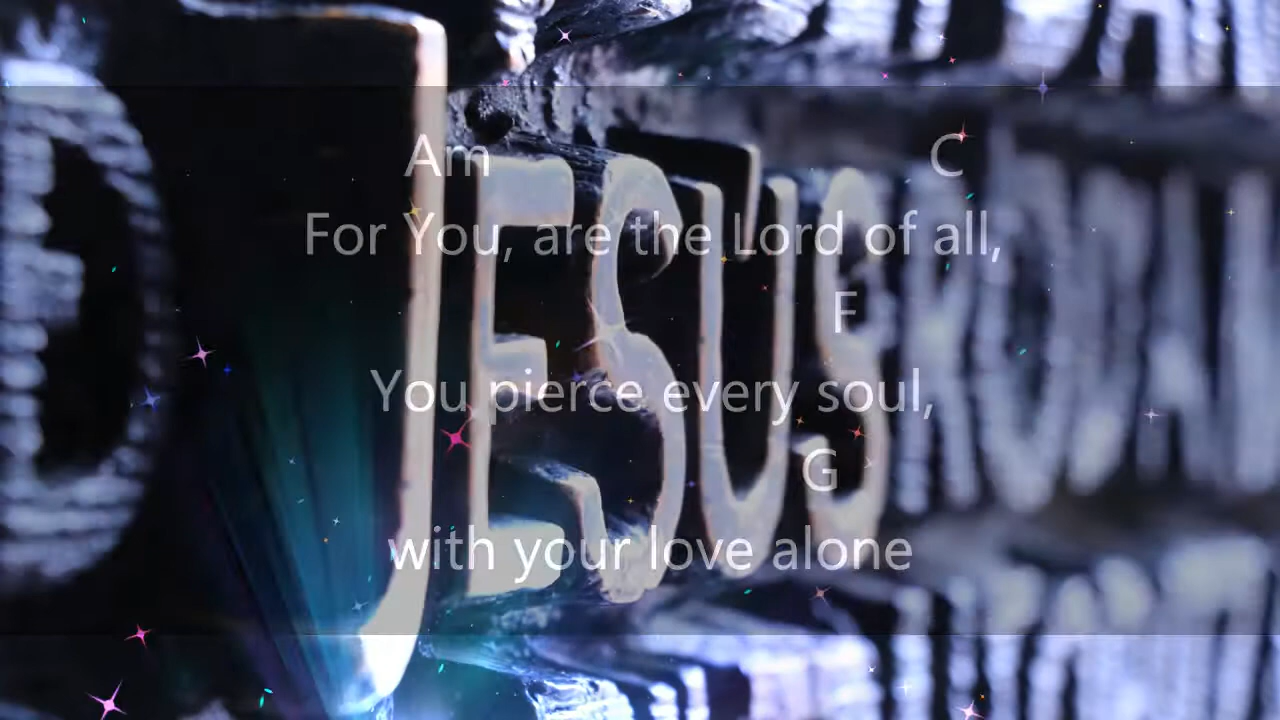 Am C
For You, are the Lord of all,
F
You pierce every soul,
G
with your love alone
JESUS